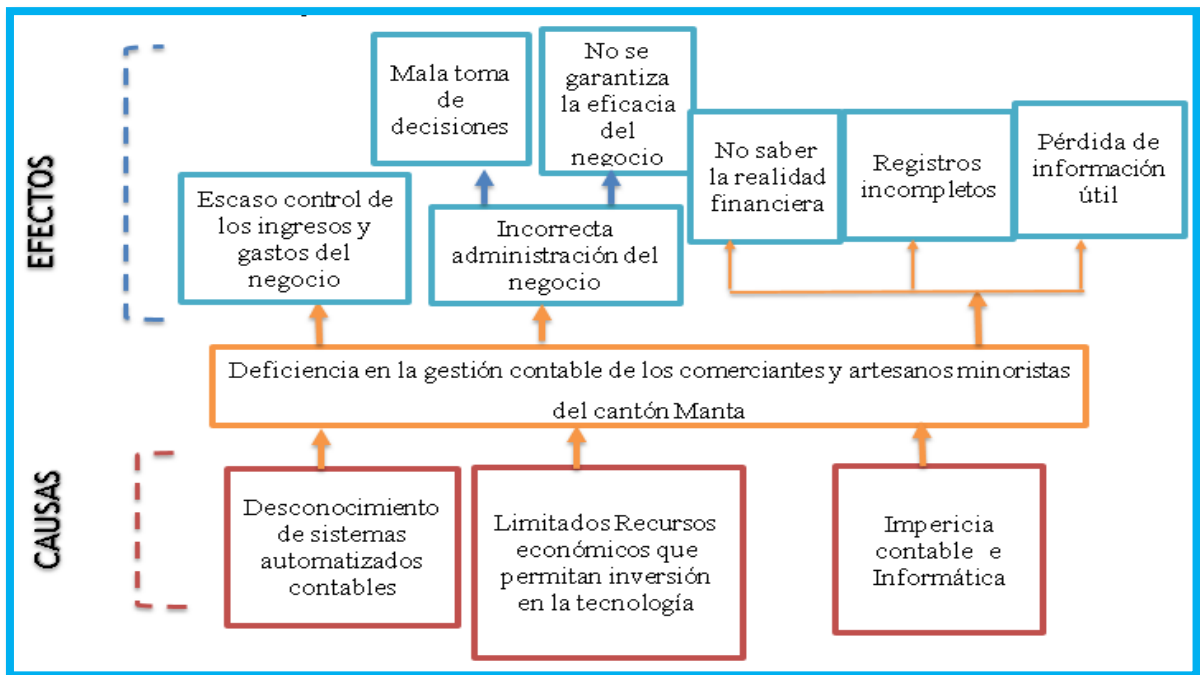 EFECTOS
Mala toma
de
decisiones
No se
garantiza
la eficacia
del
negocio
No saber
la realidad
financiera
Registros
incompletos
Pérdida de
información
útil
Escaso control de
los ingresos y
gastos del
negocio
Incorrecta
administración del
negocio
Deficiencia en la gestión contable de los comerciantes y artesanos minoristas
del cantón Manta
CAUSAS
Desconocimiento
de sistemas
automatizados
contables
Limitados Recursos
económicos que
permitan inversión
en la tecnología
Impericia
contable e
Informática